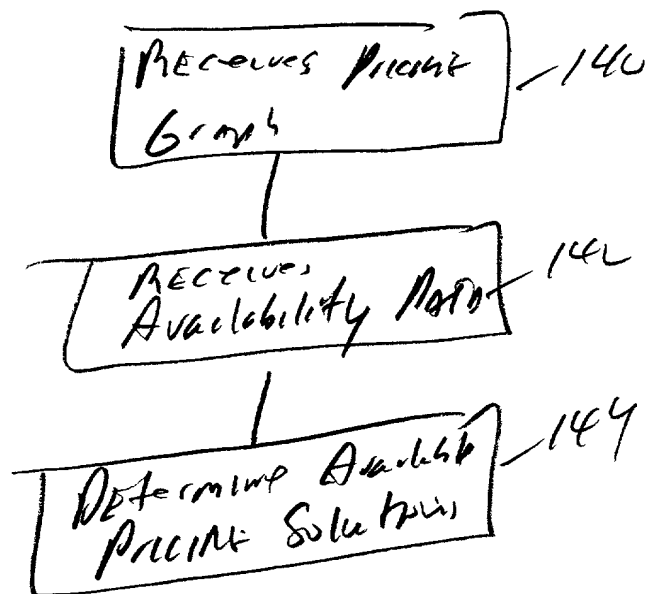 Receives Pricing 140
Graph
Receives 142
Availability Data
Determine Available 144
Pricing Solutions